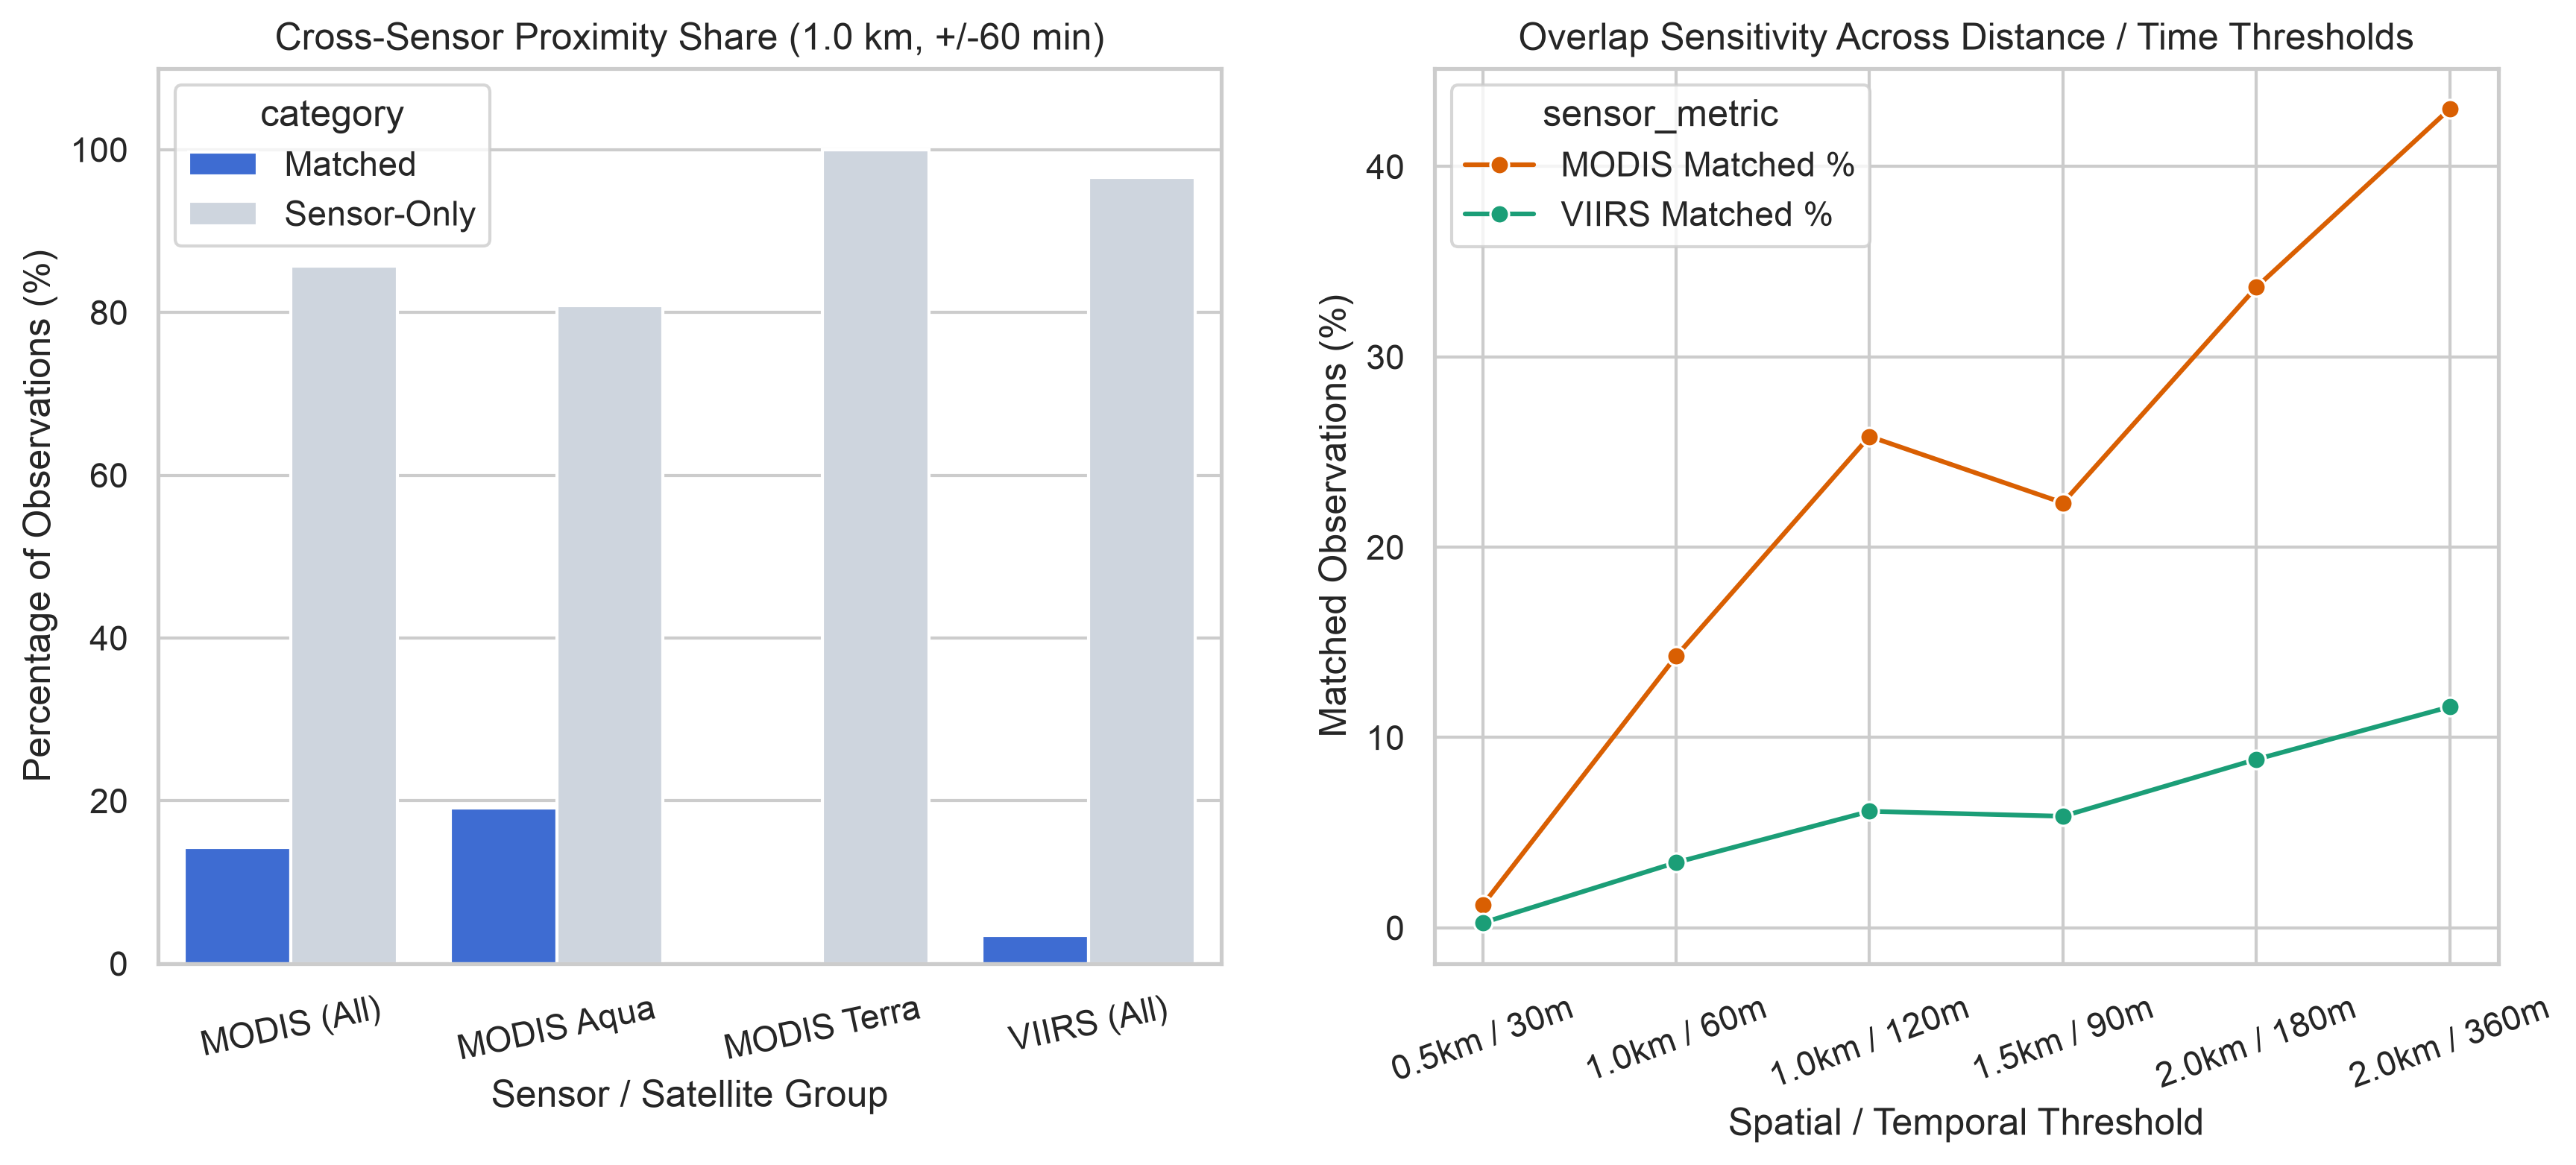 Cross-Sensor Proximity Share (1.0 km, +/-60 min)
category
Matched
Sensor-Only
Percentage of Observations (%)
100
80
60
40
20
0
MODIS (All)
MODIS Aqua
MODIS Terra
VIIRS (All)
Sensor / Satellite Group
Overlap Sensitivity Across Distance / Time Thresholds
sensor_metric
MODIS Matched %
VIIRS Matched %
Matched Observations (%)
40
30
20
10
0
0.5km / 30m
1.0km / 60m
1.0km / 120m
1.5km / 90m
2.0km / 180m
2.0km / 360m
Spatial / Temporal Threshold